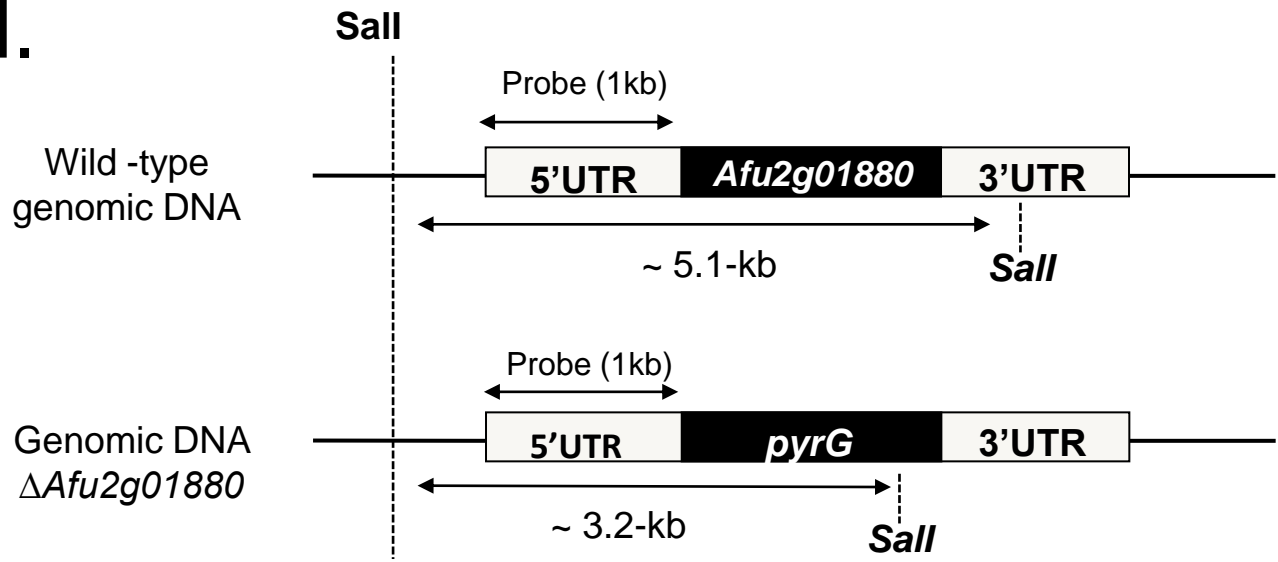 SalI
Probe (1kb)
Wild -type
genomic DNA
5’UTR
Afu2g01880
3’UTR
~ 5.1-kb
SalI
Probe (1kb)
Genomic DNA
ΔAfu2g01880
5’UTR
pyrG
3’UTR
~ 3.2-kb
SalI